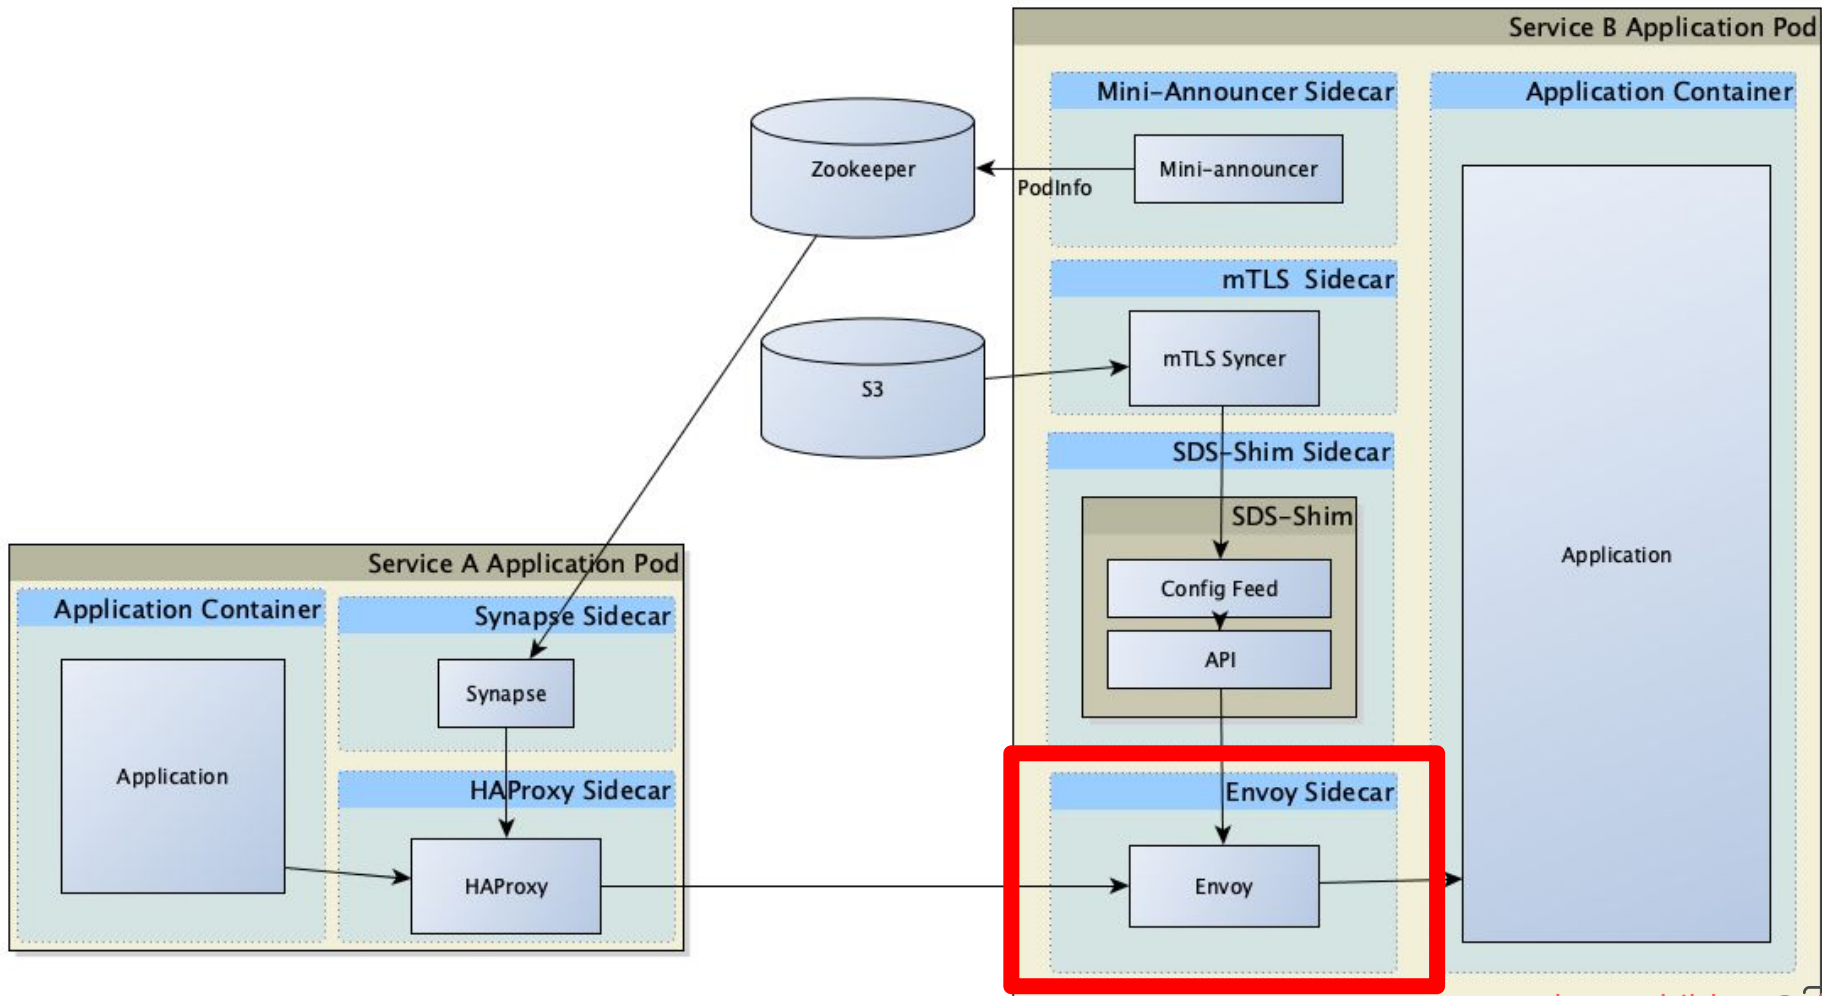 Service B Application Pod
Mini-Announcer Sidecar
Application Container
Zookeeper
PodInfo
Mini-announcer
mTLS  Sidecar
mTLS Syncer
S3
SDS-Shim Sidecar
SDS-Shim
Config Feed
API
Application
Service A Application Pod
Application Container
Synapse Sidecar
Synapse
Application
HAProxy Sidecar
HAProxy
Envoy Sidecar
Envoy